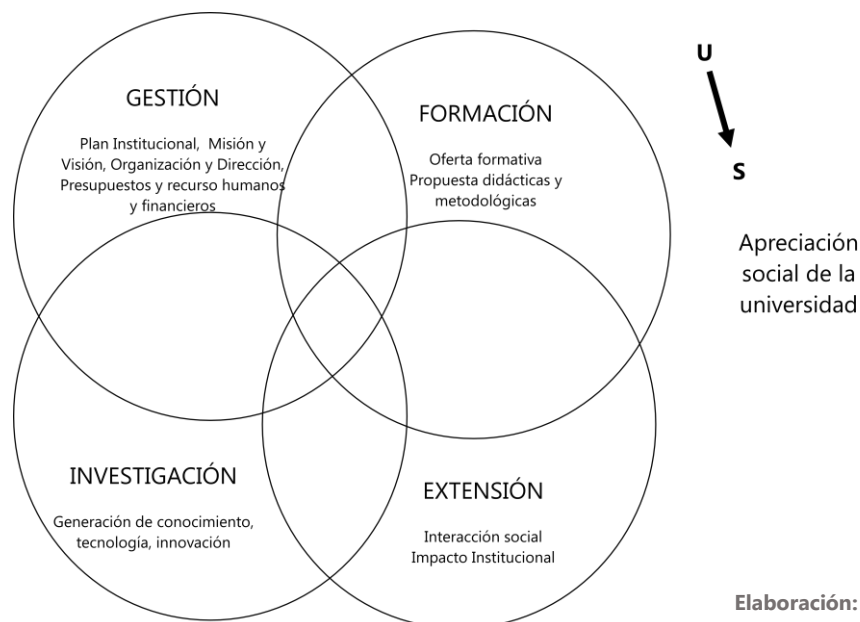 GESTIÓN
Plan Institucional, Misión y
Visión, Organización y Dirección,
Presupuestos y recurso humanos
y financieros
FORMACIÓN
Oferta formativa
Propuesta didácticas y
metodológicas
U
S
Apreciación
social de la
universidad
INVESTIGACIÓN
Generación de conocimiento,
tecnología, innovación
EXTENSIÓN
Interacción social
Impacto Institucional
Elaboración: